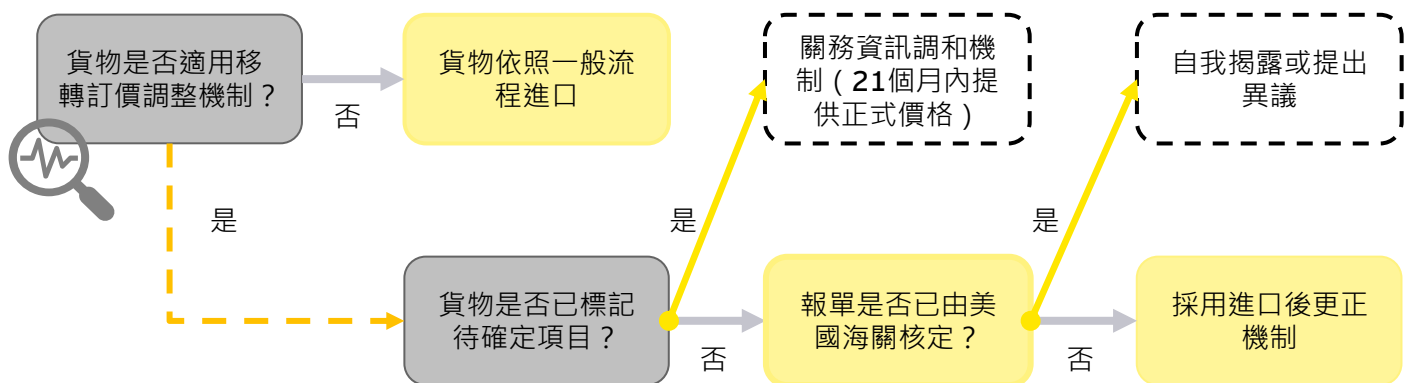 貨物是否適用移
轉訂價調整機制？
否
貨物依照一般流
程進口
關務資訊調和機
制（21個月內提
供正式價格）
自我揭露或提出
異議
是
是
是
貨物是否已標記
待確定項目？
否
報單是否已由美
國海關核定？
否
採用進口後更正
機制